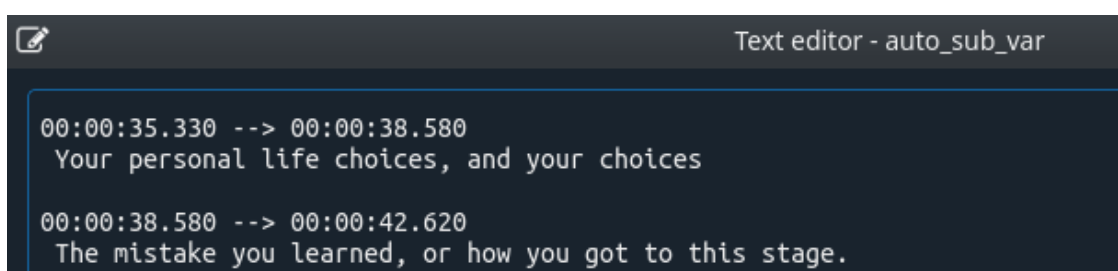 Text editor - auto_sub_var
00:00:35.330 --> 00:00:38.580
Your personal life choices, and your choices
00:00:38.580 --> 00:00:42.620
The mistake you learned, or how you got to this stage.